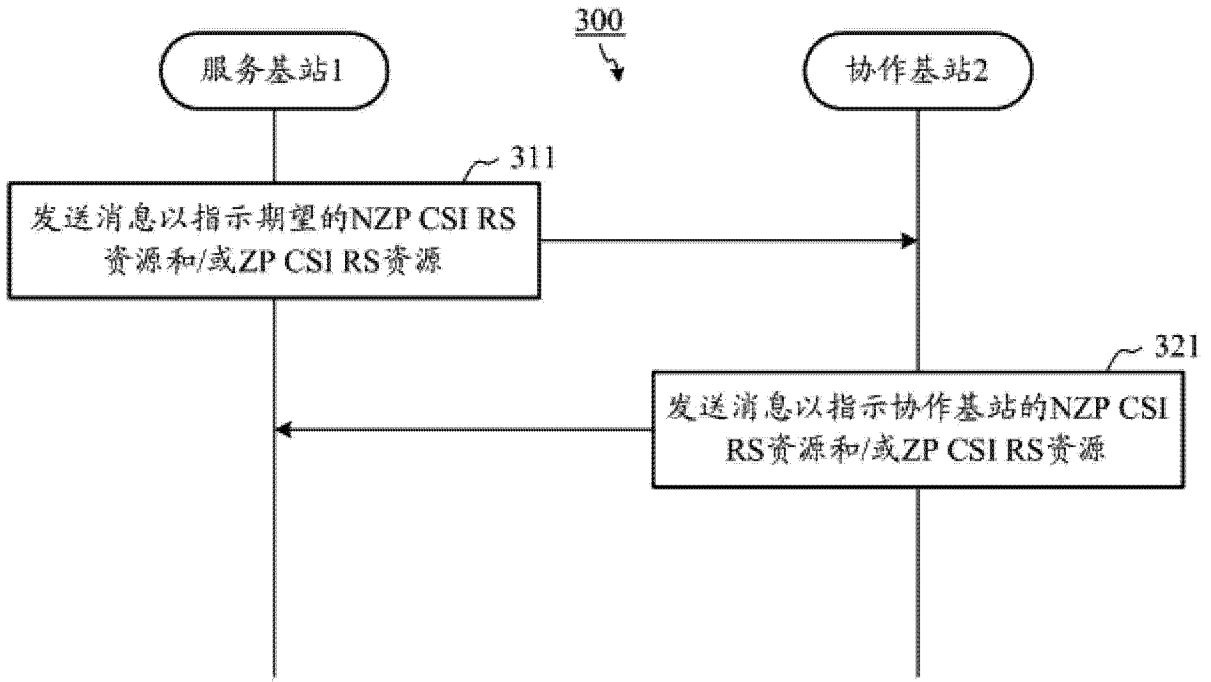 300
服务基站1
协作基站2
311
发送消息以指示期望的NZP CSI RS
资源和/或ZP CSI RS资源
321
发送消息以指示协作基站的NZP CSI
RS资源和/或ZP CSI RS资源